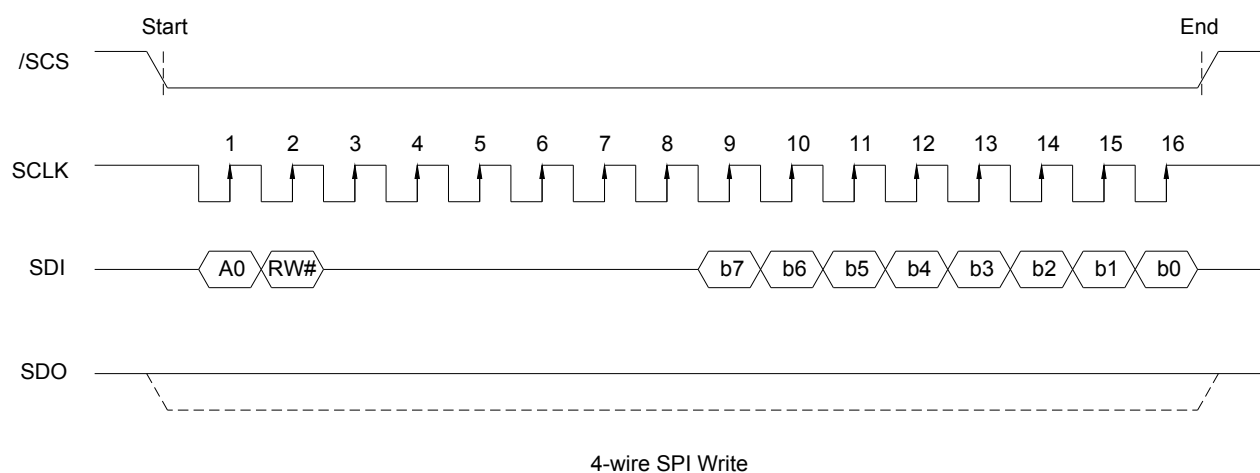 Start End
/SCS
1 2 3 4 5 6 7 8 9 10 11 12 13 14 15 16
SCLK
SDI A0 RW# b7 b6 b5 b4 b3 b2 b1 b0
SDO
4-wire SPI Write